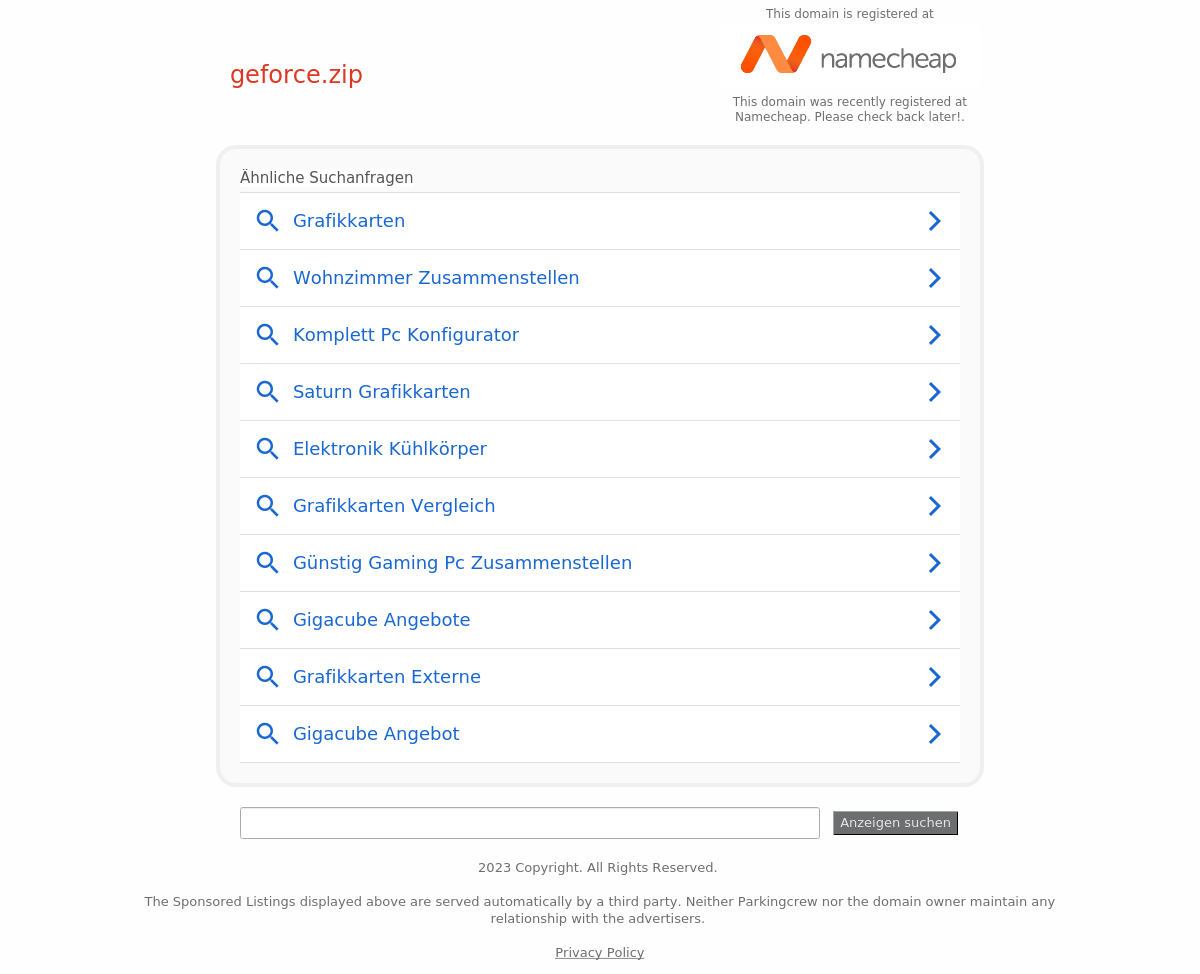 This domain is registered at
namecheap
geforce.zip
This domain was recently registered at
Namecheap. Please check back later!.
Ähnliche Suchanfragen
Grafikkarten
Wohnzimmer Zusammenstellen
Komplett Pc Konfigurator
Saturn Grafikkarten
Elektronik Kühlkörper
Grafikkarten Vergleich
Günstig Gaming Pc Zusammenstellen
Gigacube Angebote
Grafikkarten Externe
Gigacube Angebot
Anzeigen suchen
2023 Copyright. All Rights Reserved.
The Sponsored Listings displayed above are served automatically by a third party. Neither Parkingcrew nor the domain owner maintain any
relationship with the advertisers.
Privacy Policy